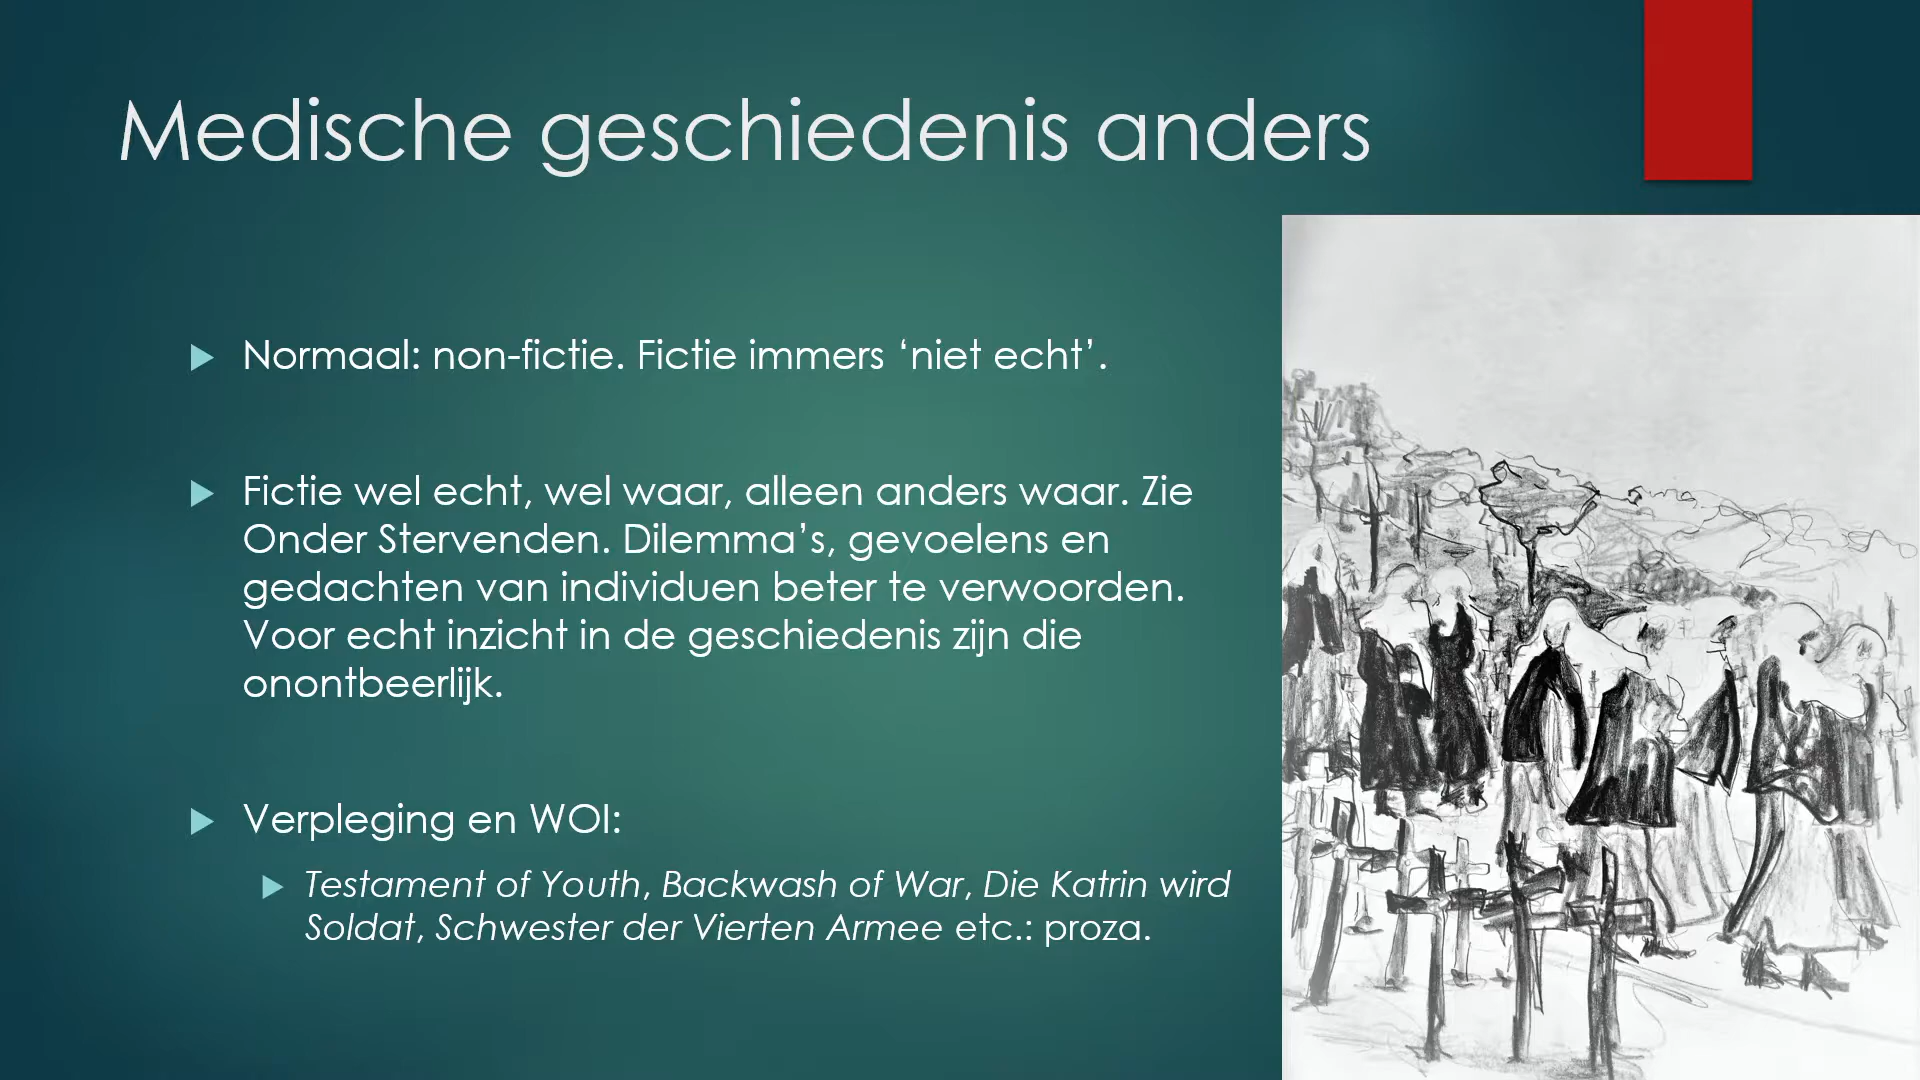 Medische geschiedenis anders
Normaal: non-fictie. Fictie immers ‘niet echt’.
Fictie wel echt, wel waar, alleen anders waar. Zie
Onder Stervenden. Dilemma’s, gevoelens en
gedachten van individuen beter te verwoorden.
Voor echt inzicht in de geschiedenis zijn die
onontbeerlijk.
Verpleging en WOI:
Testament of Youth, Backwash of War, Die Katrin wird
Soldat, Schwester der Vierten Armee etc.: proza.